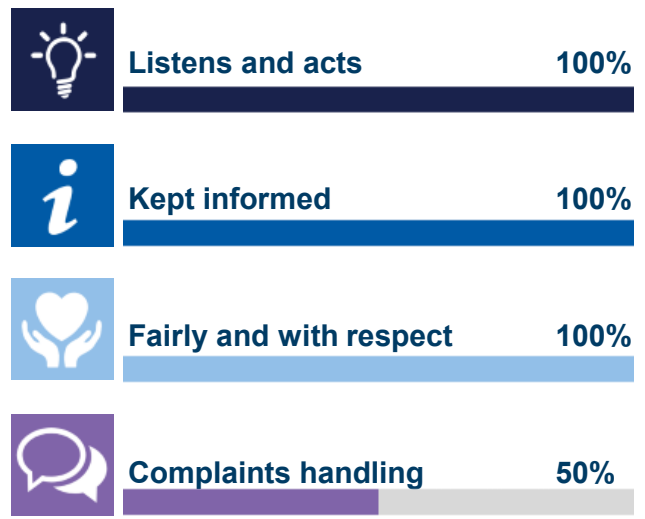 Listens and acts 100%
Kept informed 100%
Fairly and with respect 100%
Complaints handling 50%